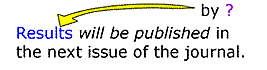 by ?
Results will be published in
the next issue of the journal.